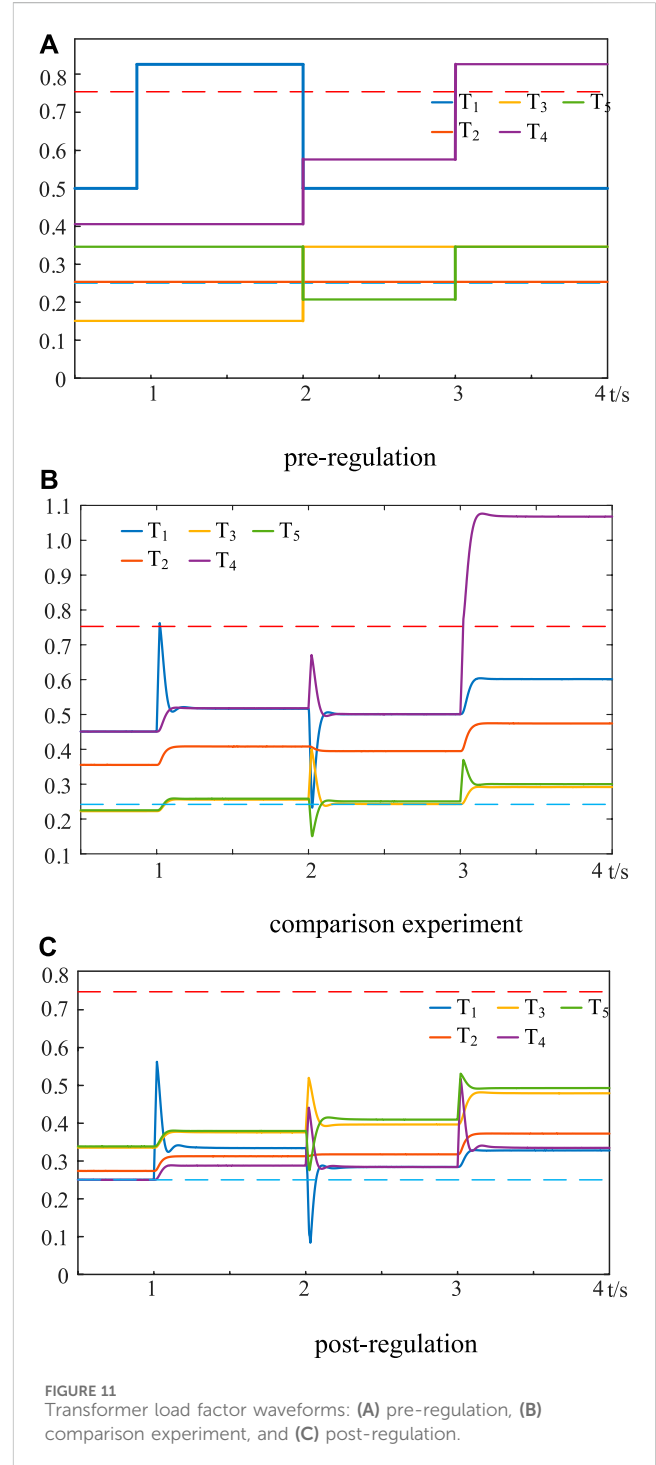 A
0.8
0.7
0.6
0.5
0.4
0.3
0.2
0.1
0
T1 T3 T5
T2 T4
1 2 3 4 t/s
pre-regulation
B
1.1
1.0
0.9
0.8
0.7
0.6
0.5
0.4
0.3
0.2
0.1
T1 T3 T5
T2 T4
1 2 3 4 t/s
comparison experiment
C
0.8
0.7
0.6
0.5
0.4
0.3
0.2
0.1
0
T1 T3 T5
T2 T4
1 2 3 4 t/s
post-regulation
FIGURE 11
Transformer load factor waveforms: (A) pre-regulation, (B)
comparison experiment, and (C) post-regulation.